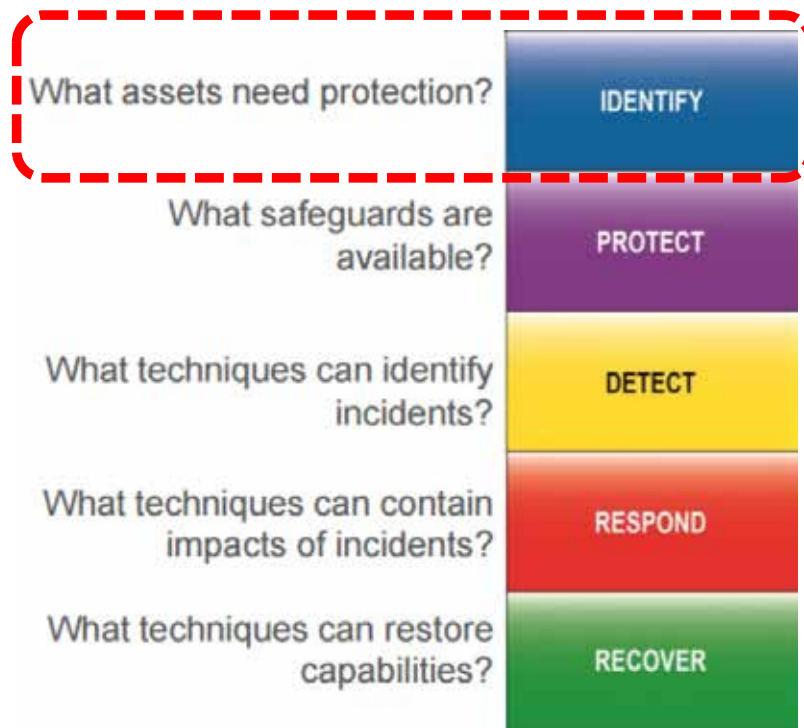 What assets need protection?
IDENTIFY
What safeguards are
available?
PROTECT
What techniques can identify
incidents?
DETECT
What techniques can contain
impacts of incidents?
RESPOND
What techniques can restore
capabilities?
RECOVER